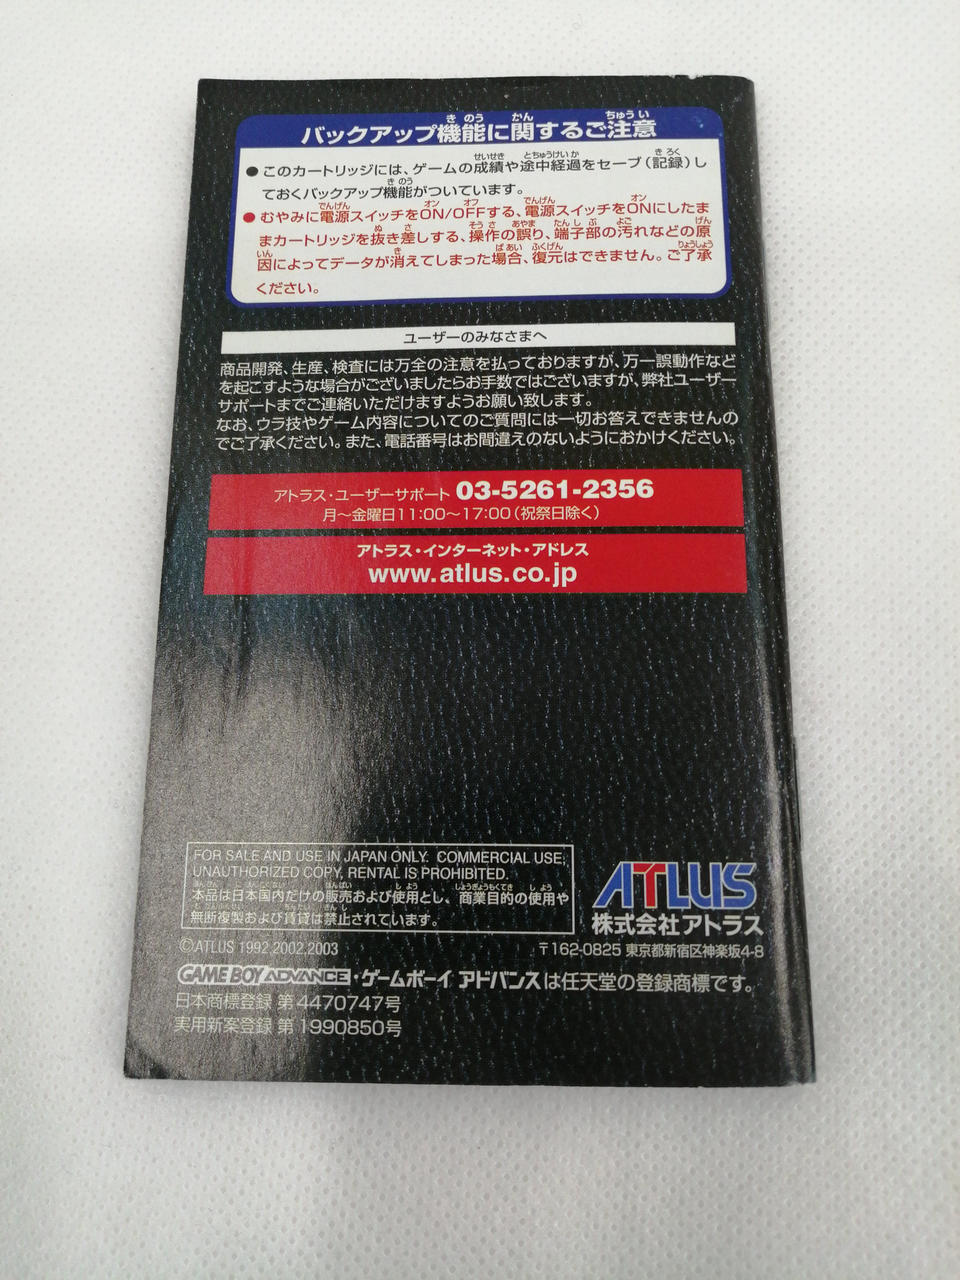 バックアップ機能に関するご注意
●このカートリッジには、ゲームの成績や途中経過をセーブ（記録）し
ておくバックアップ機能がついています。
●むやみに電源スイッチをON/OFFする、電源スイッチをONにしたま
まカートリッジを抜き差しする、操作の誤り、端子部の汚れなどの原
因によってデータが消えてしまった場合、復元はできません。ご了承
ください。
ユーザーのみなさまへ
商品開発、生産、検査には万全の注意を払っておりますが、万一誤動作など
を起こすような場合がございましたらお手数ではございますが、弊社ユーザー
サポートまでご連絡いただけますようお願い致します。
なお、ウラ技やゲーム内容についてのご質問には一切お答えできませんの
でご了承ください。また、電話番号はお間違えのないようにおかけください。
アトラス・ユーザーサポート 03-5261-2356
月〜金曜日11:00〜17:00（祝祭日除く）
アトラス・インターネット・アドレス
www.atlus.co.jp
FOR SALE AND USE IN JAPAN ONLY. COMMERCIAL USE,
UNAUTHORIZED COPY, RENTAL IS PROHIBITED.
本品は日本国内だけの販売および使用とし、商業目的の使用や
無断複製および賃貸は禁止されています。
ATLUS
株式会社アトラス
〒162-0825 東京都新宿区神楽坂4-8
©ATLUS 1992,2002,2003
GAME BOY ADVANCE・ゲームボーイ アドバンスは任天堂の登録商標です。
日本商標登録 第4470747号
実用新案登録 第1990850号